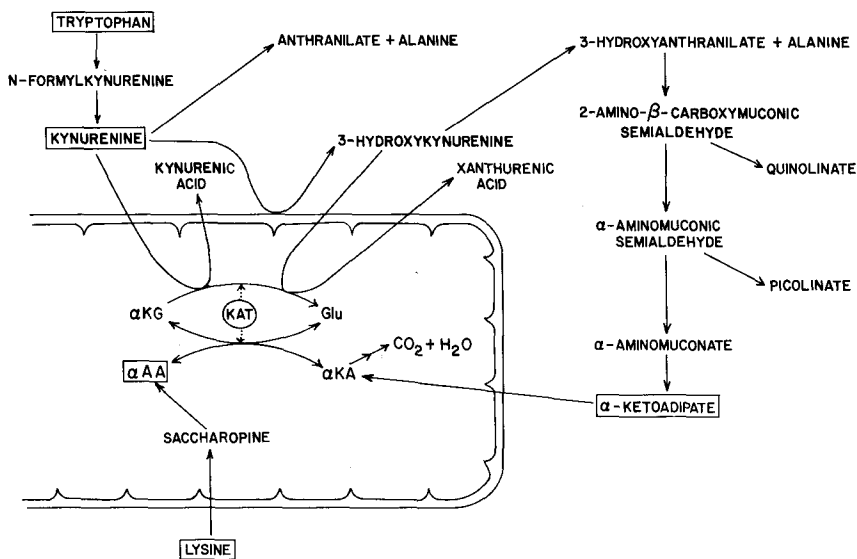 TRYPTOPHAN
ANTHRANILATE + ALANINE
3-HYDROXYANTHRANILATE + ALANINE
N-FORMYLKYNURENINE
2-AMINO-β-CARBOXYMUCONIC
SEMIALDEHYDE
KYNURENINE
3-HYDROXYKYNURENINE
KYNURENIC
ACID
XANTHURENIC
ACID
QUINOLINATE
α-AMINOMUCONIC
SEMIALDEHYDE
PICOLINATE
αKG
KAT
Glu
CO₂ + H₂O
α-AMINOMUCONATE
αAA
αKA
α-KETOADIPATE
SACCHAROPINE
LYSINE